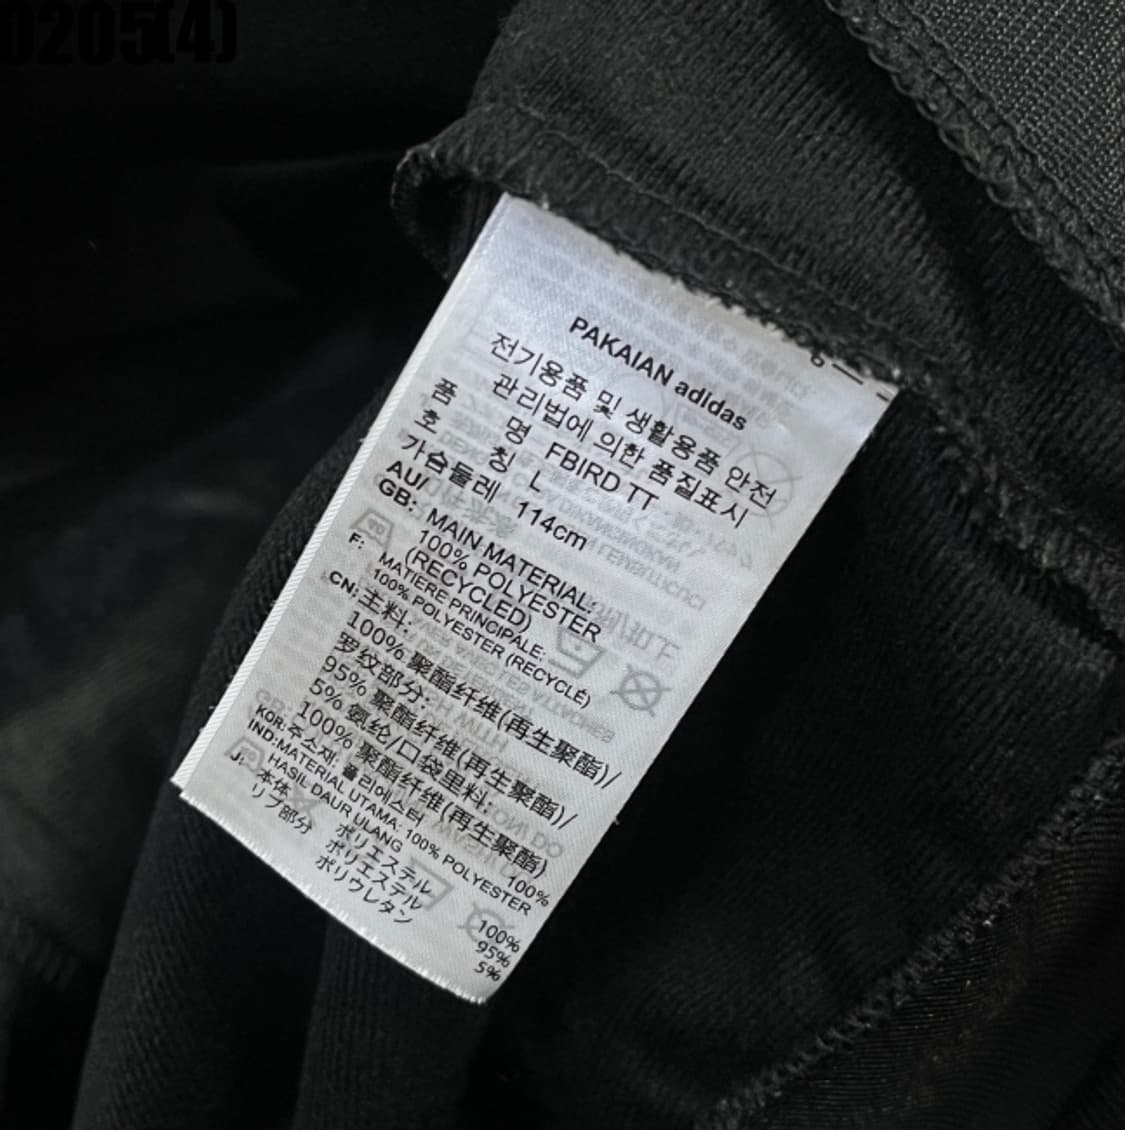 0205(4)
PAKAIAN adidas
전기용품 및 생활용품 안전
관리법에 의한 품질표시
품 명 FBIRD TT
호 칭 L
가슴둘레 114cm
AU/
GB: MAIN MATERIAL:
100% POLYESTER
(RECYCLED)
F: MATIERE PRINCIPALE:
100% POLYESTER (RECYCLÉ)
CN: 主料:
100% 聚酯纤维(再生聚酯)/
罗纹部分:
95% 聚酯纤维(再生聚酯)/
5% 氨纶/口袋里料:
100% 聚酯纤维(再生聚酯)
KOR: 주소재: 폴리에스터 100%
IND: MATERIAL UTAMA: 100% POLYESTER
HASIL DAUR ULANG
J: 本体 ポリエステル 100%
リブ部分 ポリエステル 95%
ポリウレタン 5%